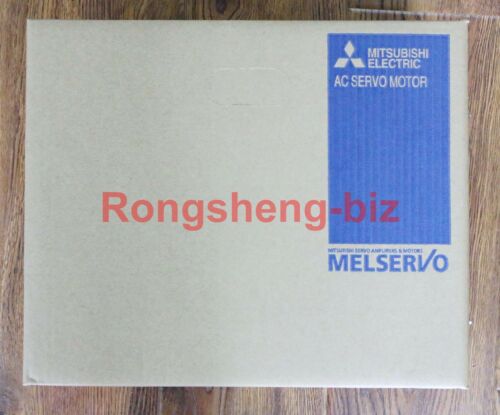 MITSUBISHI
ELECTRIC
AC SERVO MOTOR
Rongsheng-biz
MITSUBISHI SERVO AMPLIFIERS & MOTORS
MELSERVO